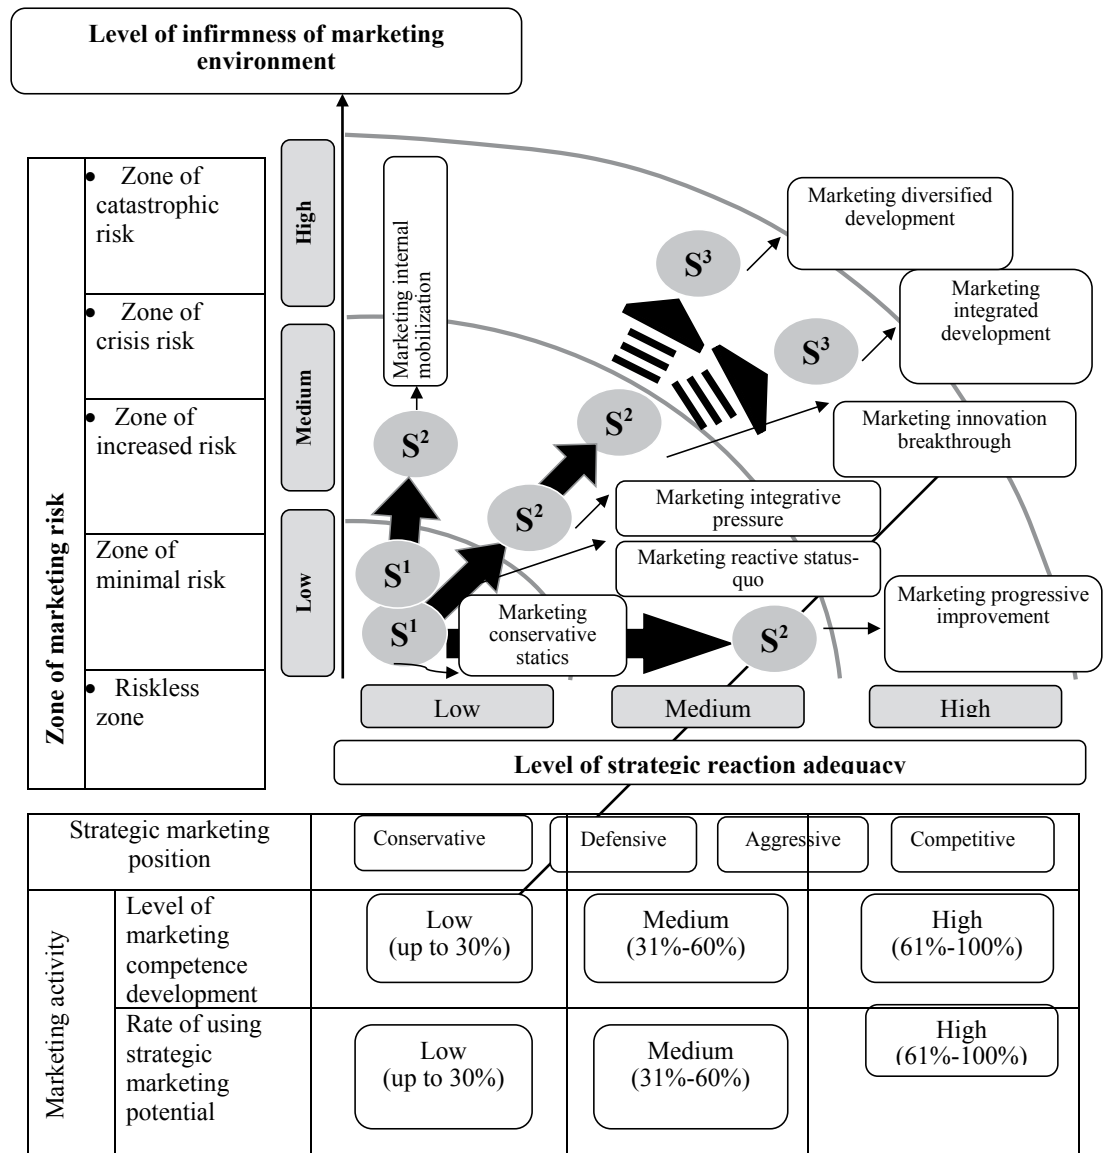 Level of infirmness of marketing
environment
Zone of marketing risk
• Zone of
catastrophic
risk
• Zone of
crisis risk
• Zone of
increased risk
Zone of
minimal risk
• Riskless
zone
High
Medium
Low
Marketing internal
mobilization
Marketing diversified
development
S³
Marketing
integrated
development
S³
S²
S²
Marketing innovation
breakthrough
S²
Marketing integrative
pressure
Marketing reactive status-
quo
S¹
S¹
Marketing
conservative
statics
S²
Marketing progressive
improvement
Low
Medium
High
Level of strategic reaction adequacy
Strategic marketing
position
Conservative
Defensive
Aggressive
Competitive
Marketing activity
Level of
marketing
competence
development
Low
(up to 30%)
Medium
(31%-60%)
High
(61%-100%)
Rate of using
strategic
marketing
potential
Low
(up to 30%)
Medium
(31%-60%)
High
(61%-100%)